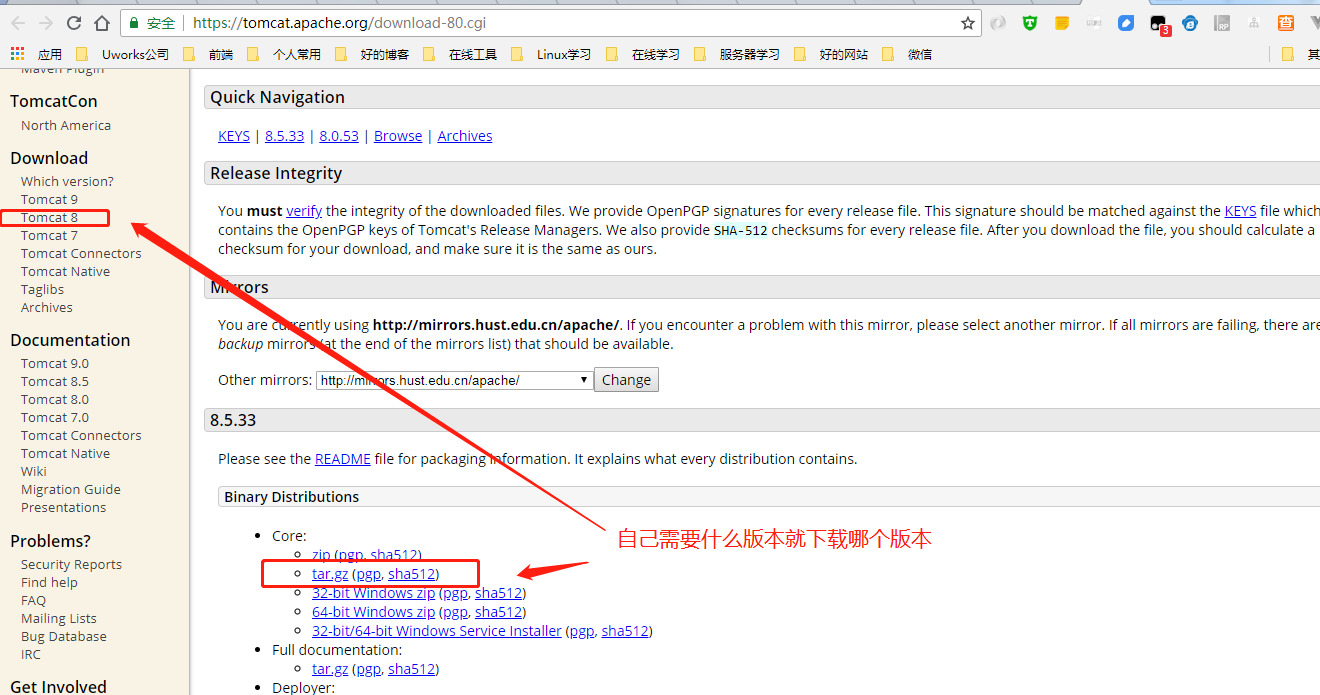 安全 https://tomcat.apache.org/download-80.cgi
3 RP 查
应用 Uworks公司 前端 个人常用 好的博客 在线工具 Linux学习 在线学习 服务器学习 好的网站 微信 其
Maven Plugin
TomcatCon
North America
Download
Which version?
Tomcat 9
Tomcat 8
Tomcat 7
Tomcat Connectors
Tomcat Native
Taglibs
Archives
Documentation
Tomcat 9.0
Tomcat 8.5
Tomcat 8.0
Tomcat 7.0
Tomcat Connectors
Tomcat Native
Wiki
Migration Guide
Presentations
Problems?
Security Reports
Find help
FAQ
Mailing Lists
Bug Database
IRC
Get Involved
Quick Navigation
KEYS | 8.5.33 | 8.0.53 | Browse | Archives
Release Integrity
You must verify the integrity of the downloaded files. We provide OpenPGP signatures for every release file. This signature should be matched against the KEYS file which
contains the OpenPGP keys of Tomcat's Release Managers. We also provide SHA-512 checksums for every release file. After you download the file, you should calculate a
checksum for your download, and make sure it is the same as ours.
Mirrors
You are currently using http://mirrors.hust.edu.cn/apache/. If you encounter a problem with this mirror, please select another mirror. If all mirrors are failing, there are
backup mirrors (at the end of the mirrors list) that should be available.
Other mirrors: http://mirrors.hust.edu.cn/apache/ Change
8.5.33
Please see the README file for packaging information. It explains what every distribution contains.
Binary Distributions
Core:
zip (pgp, sha512)
自己需要什么版本就下载哪个版本
tar.gz (pgp, sha512)
32-bit Windows zip (pgp, sha512)
64-bit Windows zip (pgp, sha512)
32-bit/64-bit Windows Service Installer (pgp, sha512)
Full documentation:
tar.gz (pgp, sha512)
Deployer: